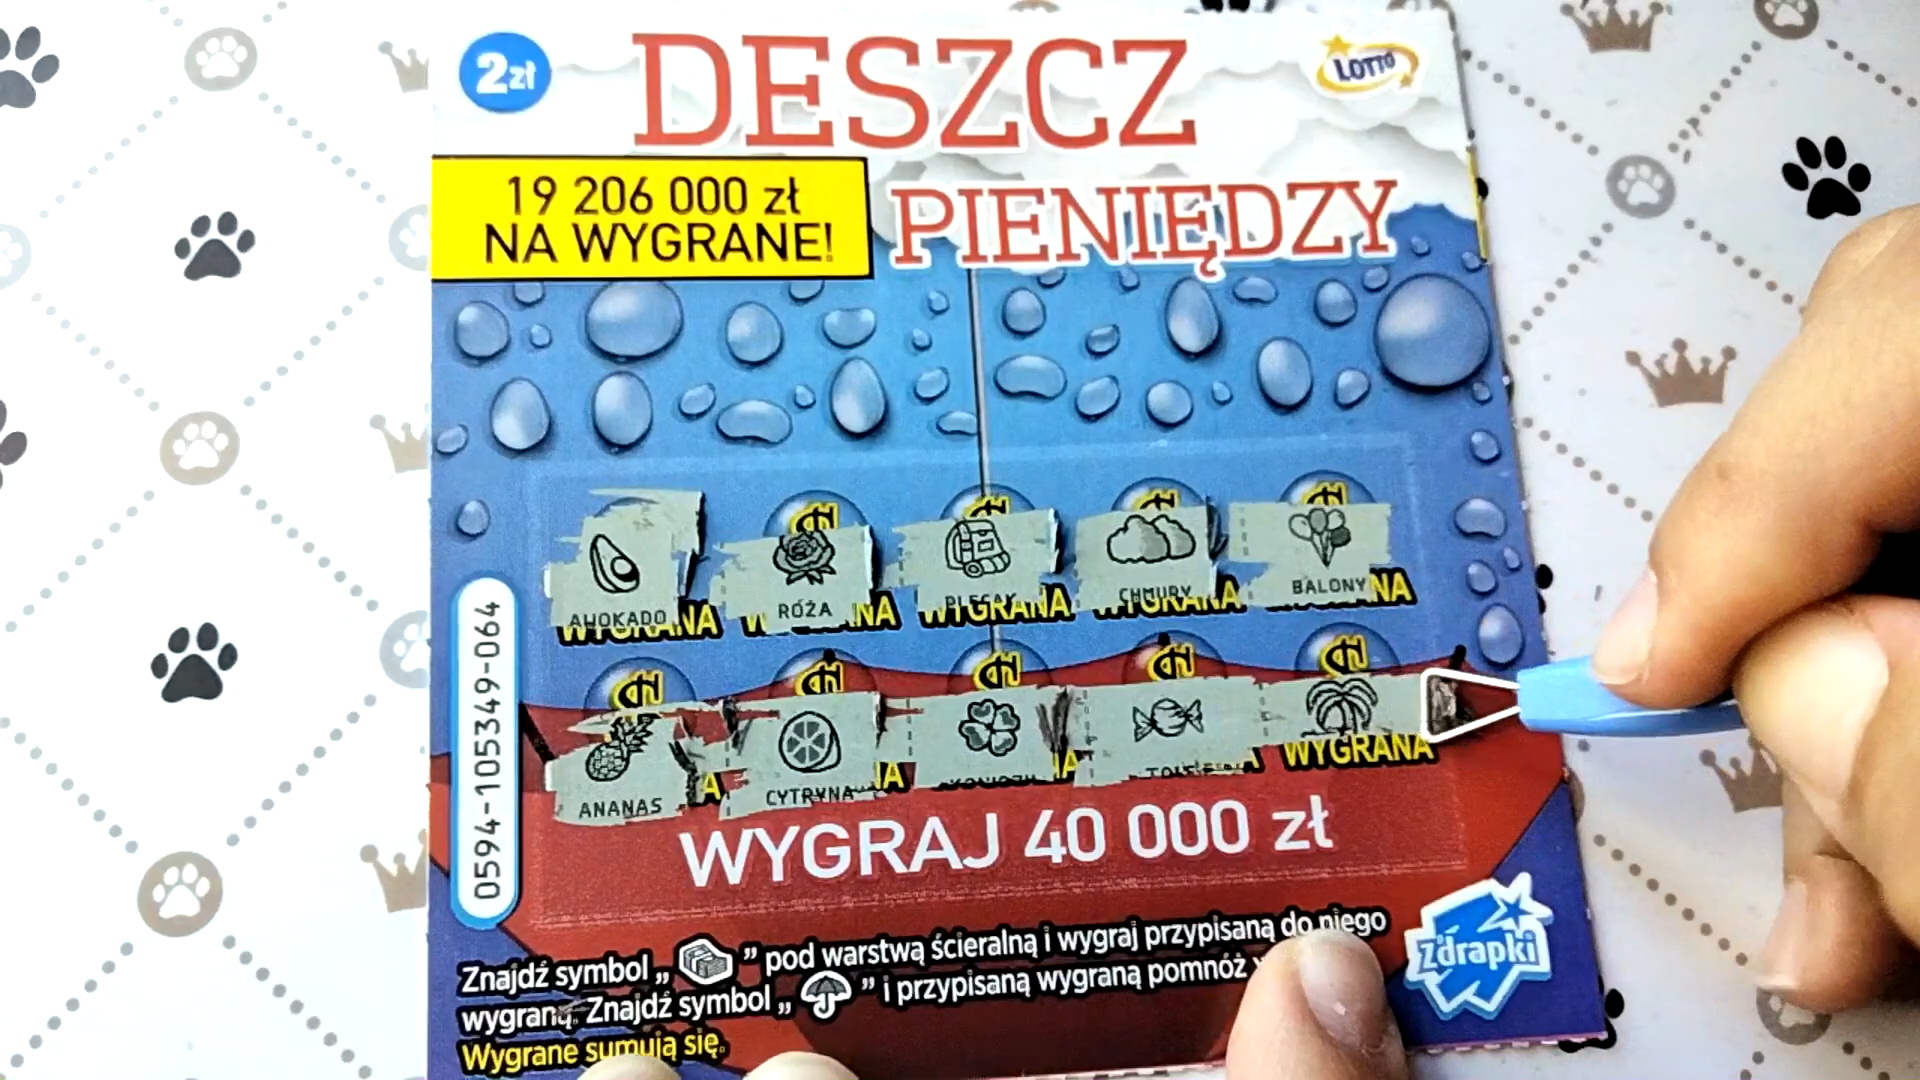 2zł
DESZCZ
LOTTO
19 206 000 zł
NA WYGRANE!
PIENIĘDZY
AWOKADO
RÓŻA
PLECAK
CHMURY
BALONY
WYGRANA
WYGRANA
ANANAS
CYTRYNA
WYGRANA
0594-105349-064
WYGRAJ 40 000 zł
Znajdź symbol „ ” pod warstwą ścieralną i wygraj przypisaną do niego
wygraną. Znajdź symbol „ ” i przypisaną wygraną pomnóż
Wygrane sumują się.
zdrapki